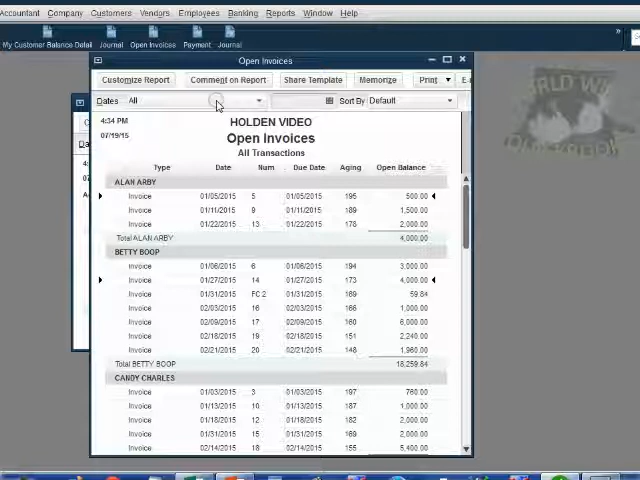 Accountant Company Customers Vendors Employees Banking Reports Window Help
My Customer Balance Detail Journal Open Invoices Payment Journal
Open Invoices
Customize Report Comment on Report Share Template Memorize Print
Dates All Sort By Default
4:34 PM HOLDEN VIDEO
07/19/15 Open Invoices
All Transactions
Type Date Num Due Date Aging Open Balance
ALAN ARBY
Invoice 01/05/2015 5 01/05/2015 195 500.00
Invoice 01/11/2015 9 01/11/2015 189 1,500.00
Invoice 01/22/2015 13 01/22/2015 178 2,000.00
Total ALAN ARBY 4,000.00
BETTY BOOP
Invoice 01/06/2015 6 01/06/2015 194 3,000.00
Invoice 01/27/2015 14 01/27/2015 173 4,000.00
Invoice 01/31/2015 FC 2 01/31/2015 169 59.84
Invoice 02/03/2015 16 02/03/2015 166 1,000.00
Invoice 02/09/2015 17 02/09/2015 160 6,000.00
Invoice 02/18/2015 19 02/18/2015 151 2,240.00
Invoice 02/21/2015 20 02/21/2015 148 1,960.00
Total BETTY BOOP 18,259.84
CANDY CHARLES
Invoice 01/03/2015 3 01/03/2015 197 760.00
Invoice 01/13/2015 10 01/13/2015 187 1,000.00
Invoice 01/18/2015 12 01/18/2015 182 2,000.00
Invoice 01/31/2015 15 01/31/2015 169 2,000.00
Invoice 02/14/2015 18 02/14/2015 155 5,400.00